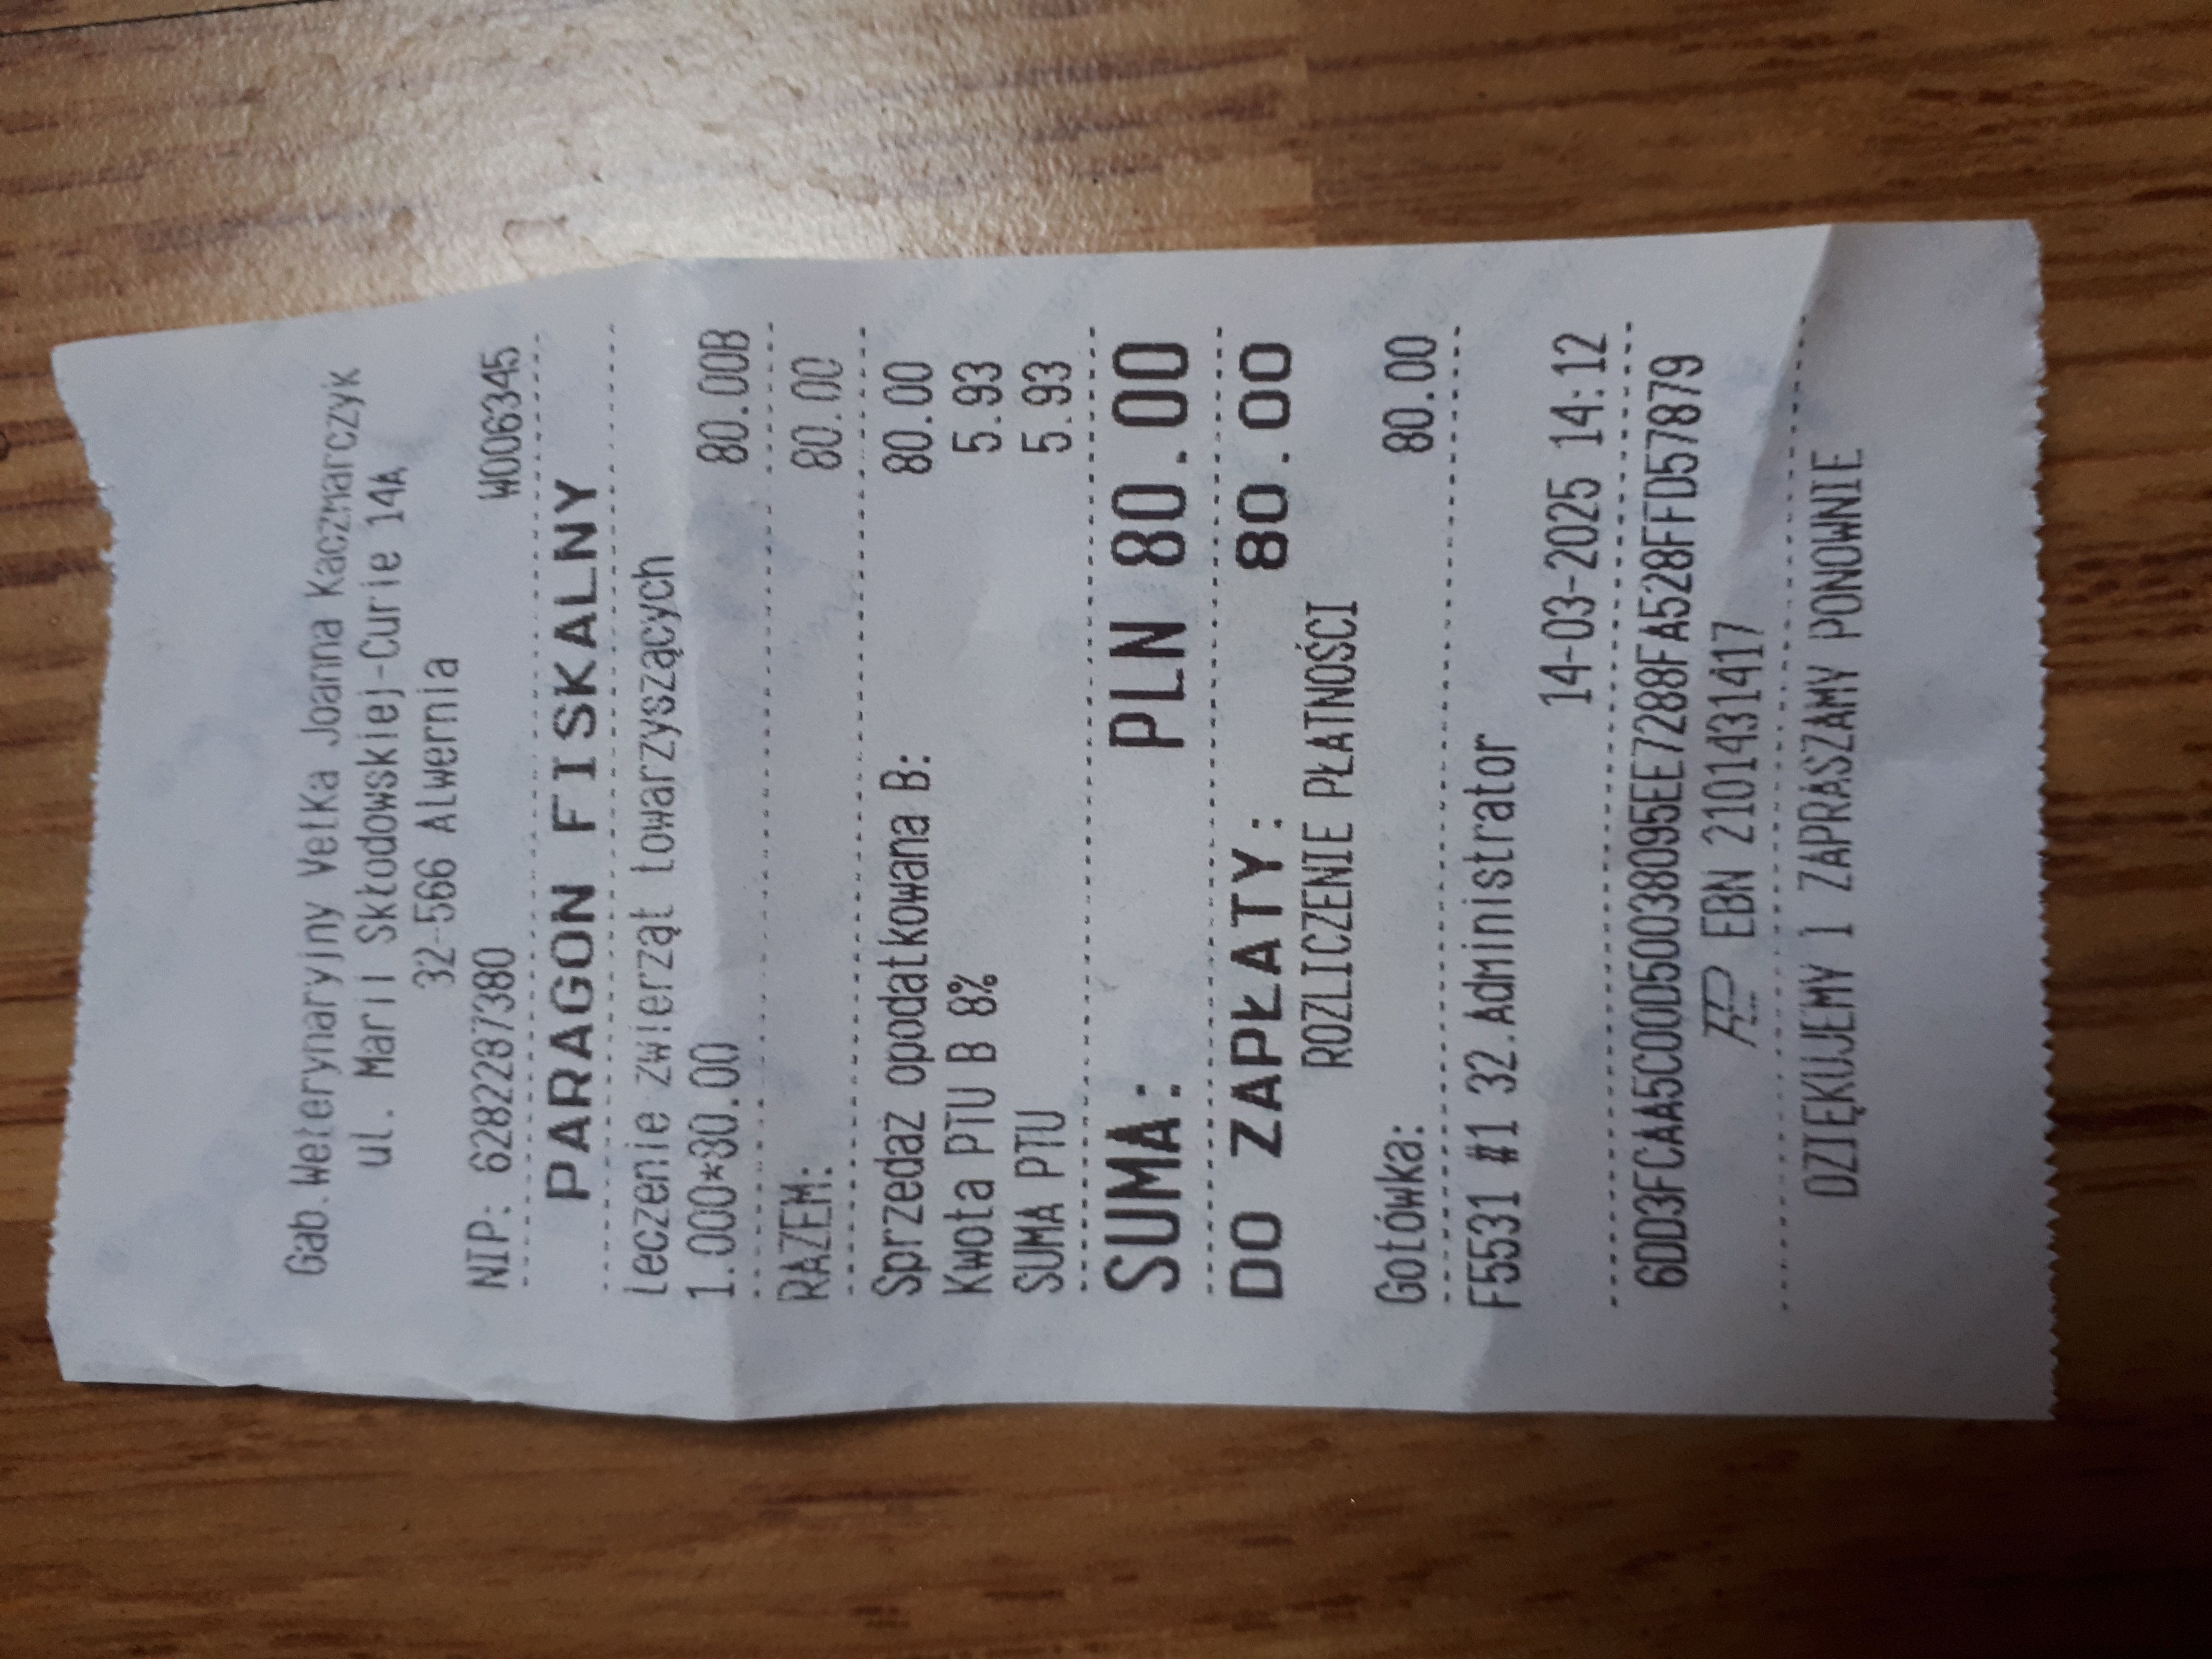 Gab.Weterynaryjny VetKa Joanna Kaczmarczyk
ul. Marii Skłodowskiej-Curie 14A
32-566 Alwernia
NIP: 6282287380 W006345
PARAGON FISKALNY
Leczenie zwierząt towarzyszących
1.000*80.00 80.00B
RAZEM: 80.00
Sprzedaż opodatkowana B: 80.00
Kwota PTU B 8% 5.93
SUMA PTU 5.93
SUMA: PLN 80.00
DO ZAPŁATY: 80.00
ROZLICZENIE PŁATNOŚCI
Gotówka: 80.00
F5531 #1 32.Administrator
14-03-2025 14:12
6DD3FCAA5C00D50038095EE7288FA528FFD57879
EBN 2101431417
DZIĘKUJEMY I ZAPRASZAMY PONOWNIE